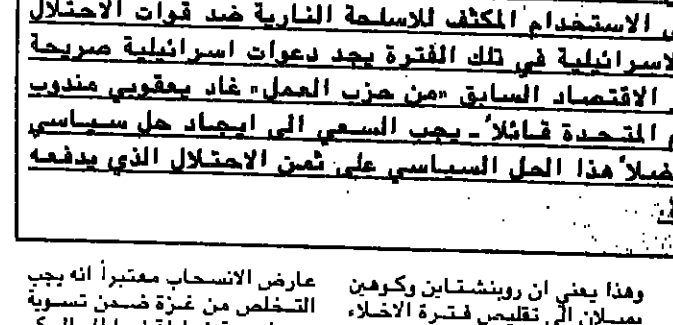 الاستخدام المكثف للاسلحة النارية ضد قوات الاحتلال
لاسرائيلية في تلك الفترة يجد دعوات اسرائيلية صريحة
الاقتصاد السابق «من حزب العمل» غاد يعقوبي مندوب
المتحدة قائلاً ـ يجب السعي الى ايجاد حل سياسي
ضلاً هذا الحل السياسي على ثمن الاحتلال الذي يدفعه
وهذا يعني ان روبنشتاين وكوهين
يميلان الى تقليص فترة الاخلاء
عارض الانسحاب معتبراً انه يجب
التخلص من غزة ضمن تسوية